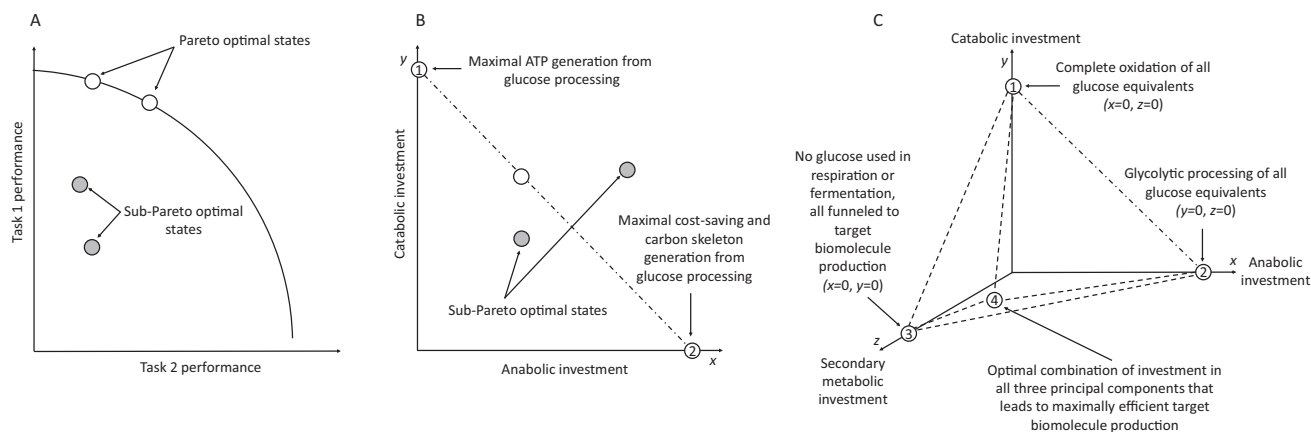 A
Pareto optimal states
Task 1 performance
Sub-Pareto optimal
states
Task 2 performance
B
y
1
Maximal ATP generation from
glucose processing
Catabolic investment
Maximal cost-saving and
carbon skeleton
generation from
glucose processing
Sub-Pareto optimal states
2
x
Anabolic investment
C
Catabolic investment
y
1
Complete oxidation of all
glucose equivalents
(x=0, z=0)
No glucose used in
respiration or
fermentation,
all funneled to
target
biomolecule
production
(x=0, y=0)
Glycolytic processing of all
glucose equivalents
(y=0, z=0)
2
x
Anabolic
investment
4
3
z
Secondary
metabolic
investment
Optimal combination of investment in
all three principal components that
leads to maximally efficient target
biomolecule production